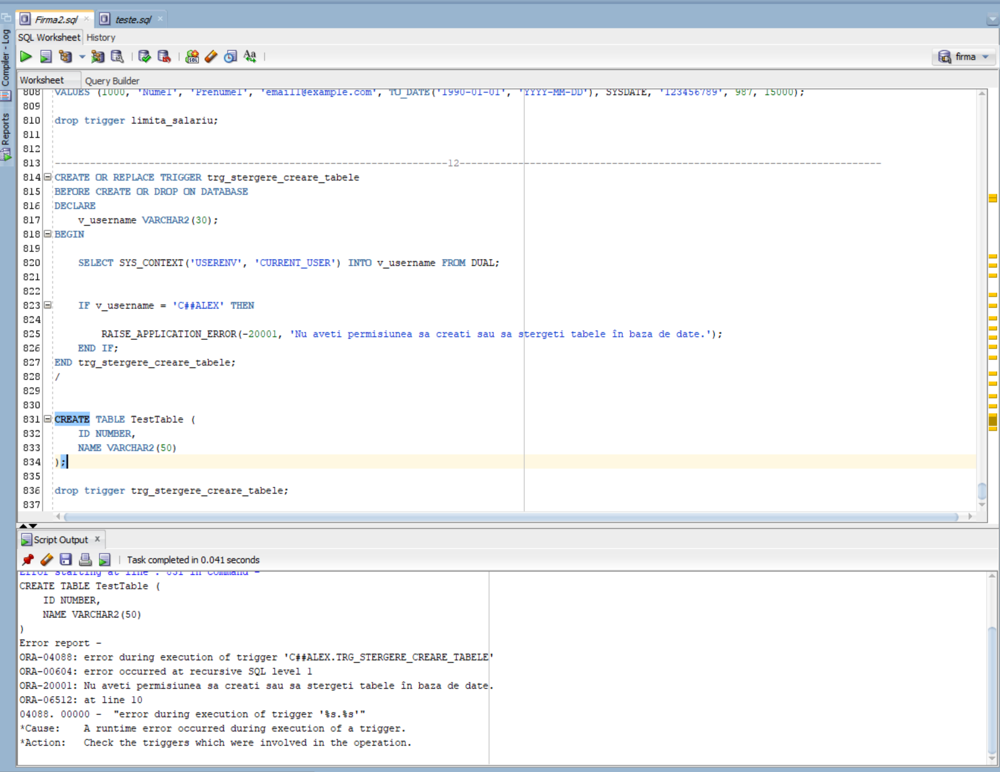 Firma2.sql
teste.sql
Compiler - Log
Reports
SQL Worksheet History
firma
Worksheet Query Builder
808 VALUES (1000, 'Nume1', 'Prenume1', 'email1@example.com', TO_DATE('1990-01-01', 'YYYY-MM-DD'), SYSDATE, '123456789', 987, 15000);
809
810 drop trigger limita_salariu;
811
812
813 -------------------------------------------------------------------12------------------------------------------------------------------------
814 CREATE OR REPLACE TRIGGER trg_stergere_creare_tabele
815 BEFORE CREATE OR DROP ON DATABASE
816 DECLARE
817     v_username VARCHAR2(30);
818 BEGIN
819
820     SELECT SYS_CONTEXT('USERENV', 'CURRENT_USER') INTO v_username FROM DUAL;
821
822
823     IF v_username = 'C##ALEX' THEN
824
825         RAISE_APPLICATION_ERROR(-20001, 'Nu aveti permisiunea sa creati sau sa stergeti tabele în baza de date.');
826     END IF;
827 END trg_stergere_creare_tabele;
828 /
829
830
831 CREATE TABLE TestTable (
832     ID NUMBER,
833     NAME VARCHAR2(50)
834 );
835
836 drop trigger trg_stergere_creare_tabele;
837
Script Output x
Task completed in 0.041 seconds
Error starting at line : 831 in command -
CREATE TABLE TestTable (
    ID NUMBER,
    NAME VARCHAR2(50)
)
Error report -
ORA-04088: error during execution of trigger 'C##ALEX.TRG_STERGERE_CREARE_TABELE'
ORA-00604: error occurred at recursive SQL level 1
ORA-20001: Nu aveti permisiunea sa creati sau sa stergeti tabele în baza de date.
ORA-06512: at line 10
04088. 00000 -  "error during execution of trigger '%s.%s'"
*Cause:    A runtime error occurred during execution of a trigger.
*Action:   Check the triggers which were involved in the operation.